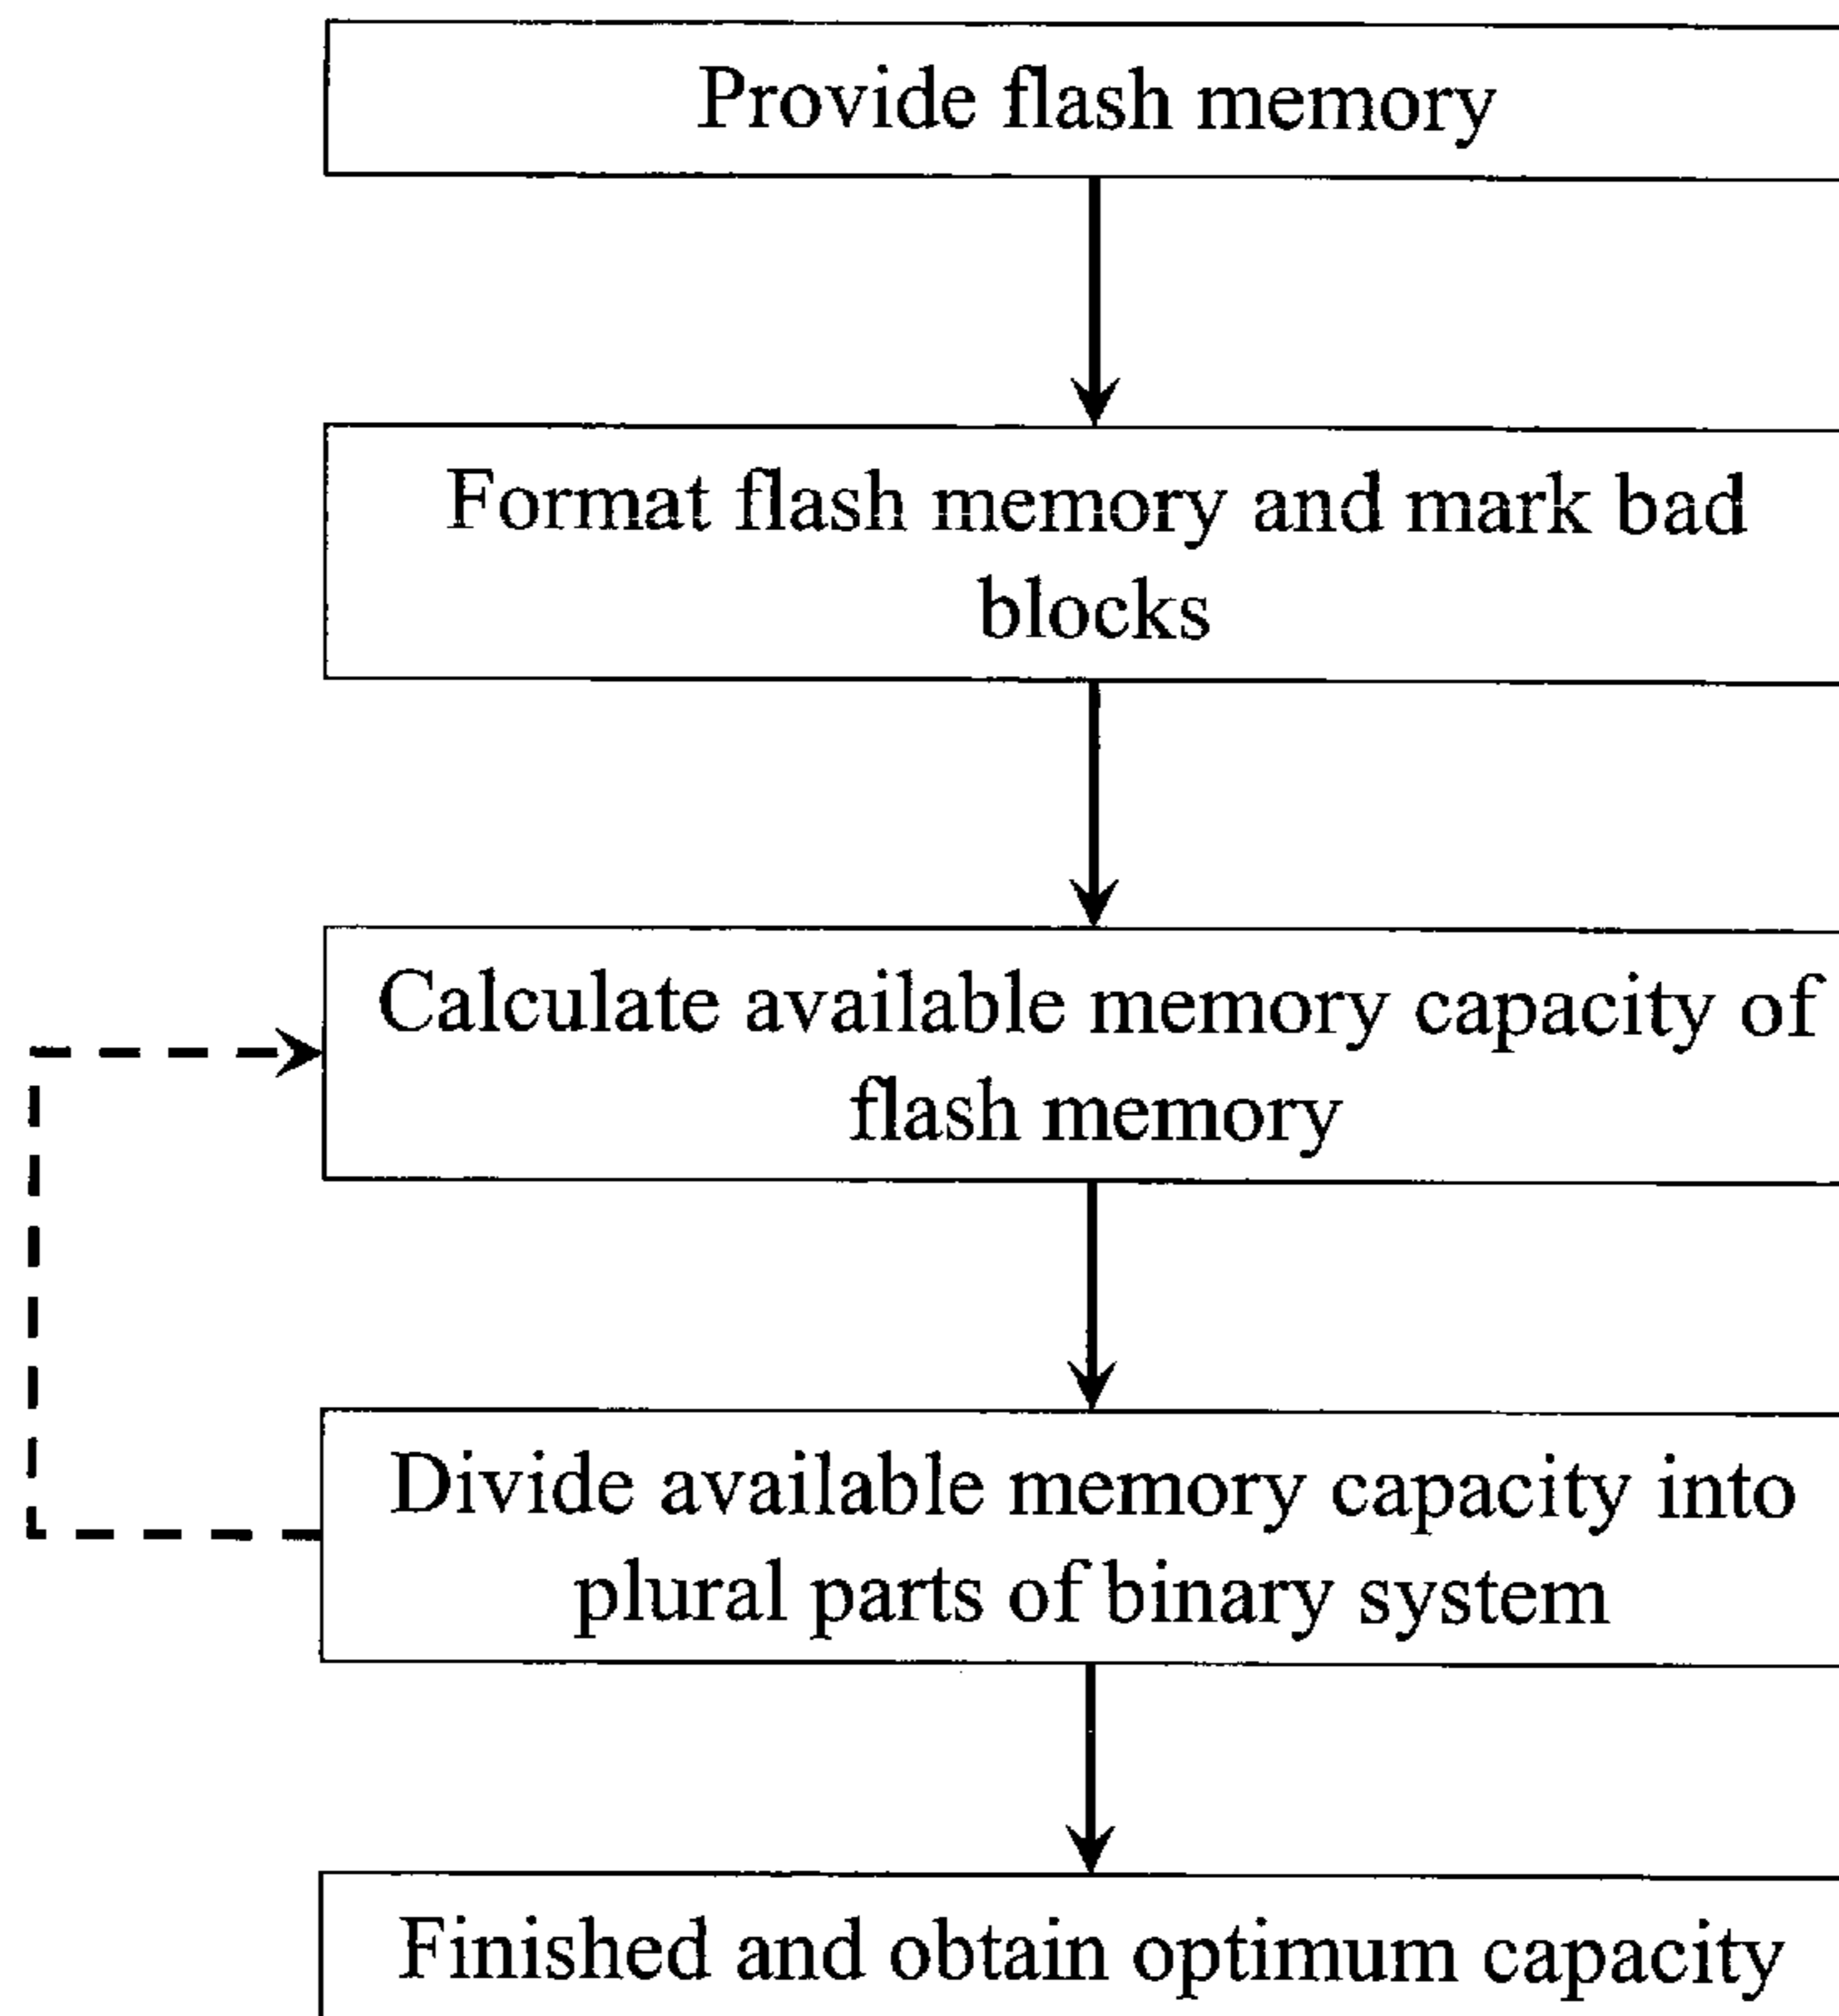 Provide flash memory
Format flash memory and mark bad
blocks
Calculate available memory capacity of
flash memory
Divide available memory capacity into
plural parts of binary system
Finished and obtain optimum capacity